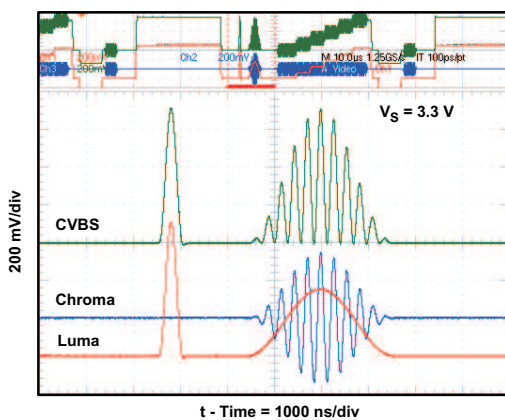 Ch3 200mV
Ch2 200mV
M 10.0µs 1.25GS/s IT 100ps/pt
A Video
V_S = 3.3 V
200 mV/div
CVBS
Chroma
Luma
t - Time = 1000 ns/div